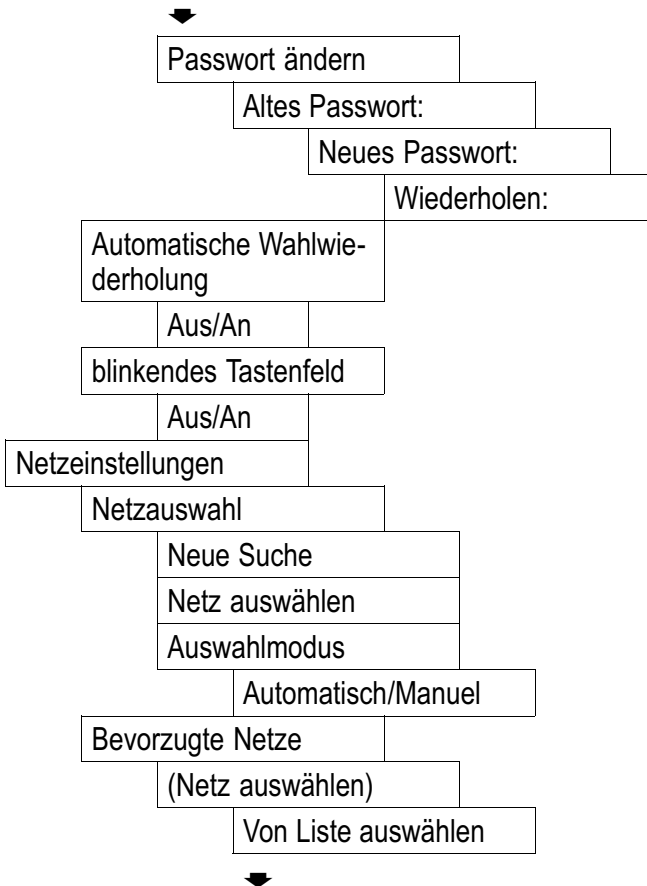 Passwort ändern
Altes Passwort:
Neues Passwort:
Wiederholen:
Automatische Wahlwie-
derholung
Aus/An
blinkendes Tastenfeld
Aus/An
Netzeinstellungen
Netzauswahl
Neue Suche
Netz auswählen
Auswahlmodus
Automatisch/Manuel
Bevorzugte Netze
(Netz auswählen)
Von Liste auswählen